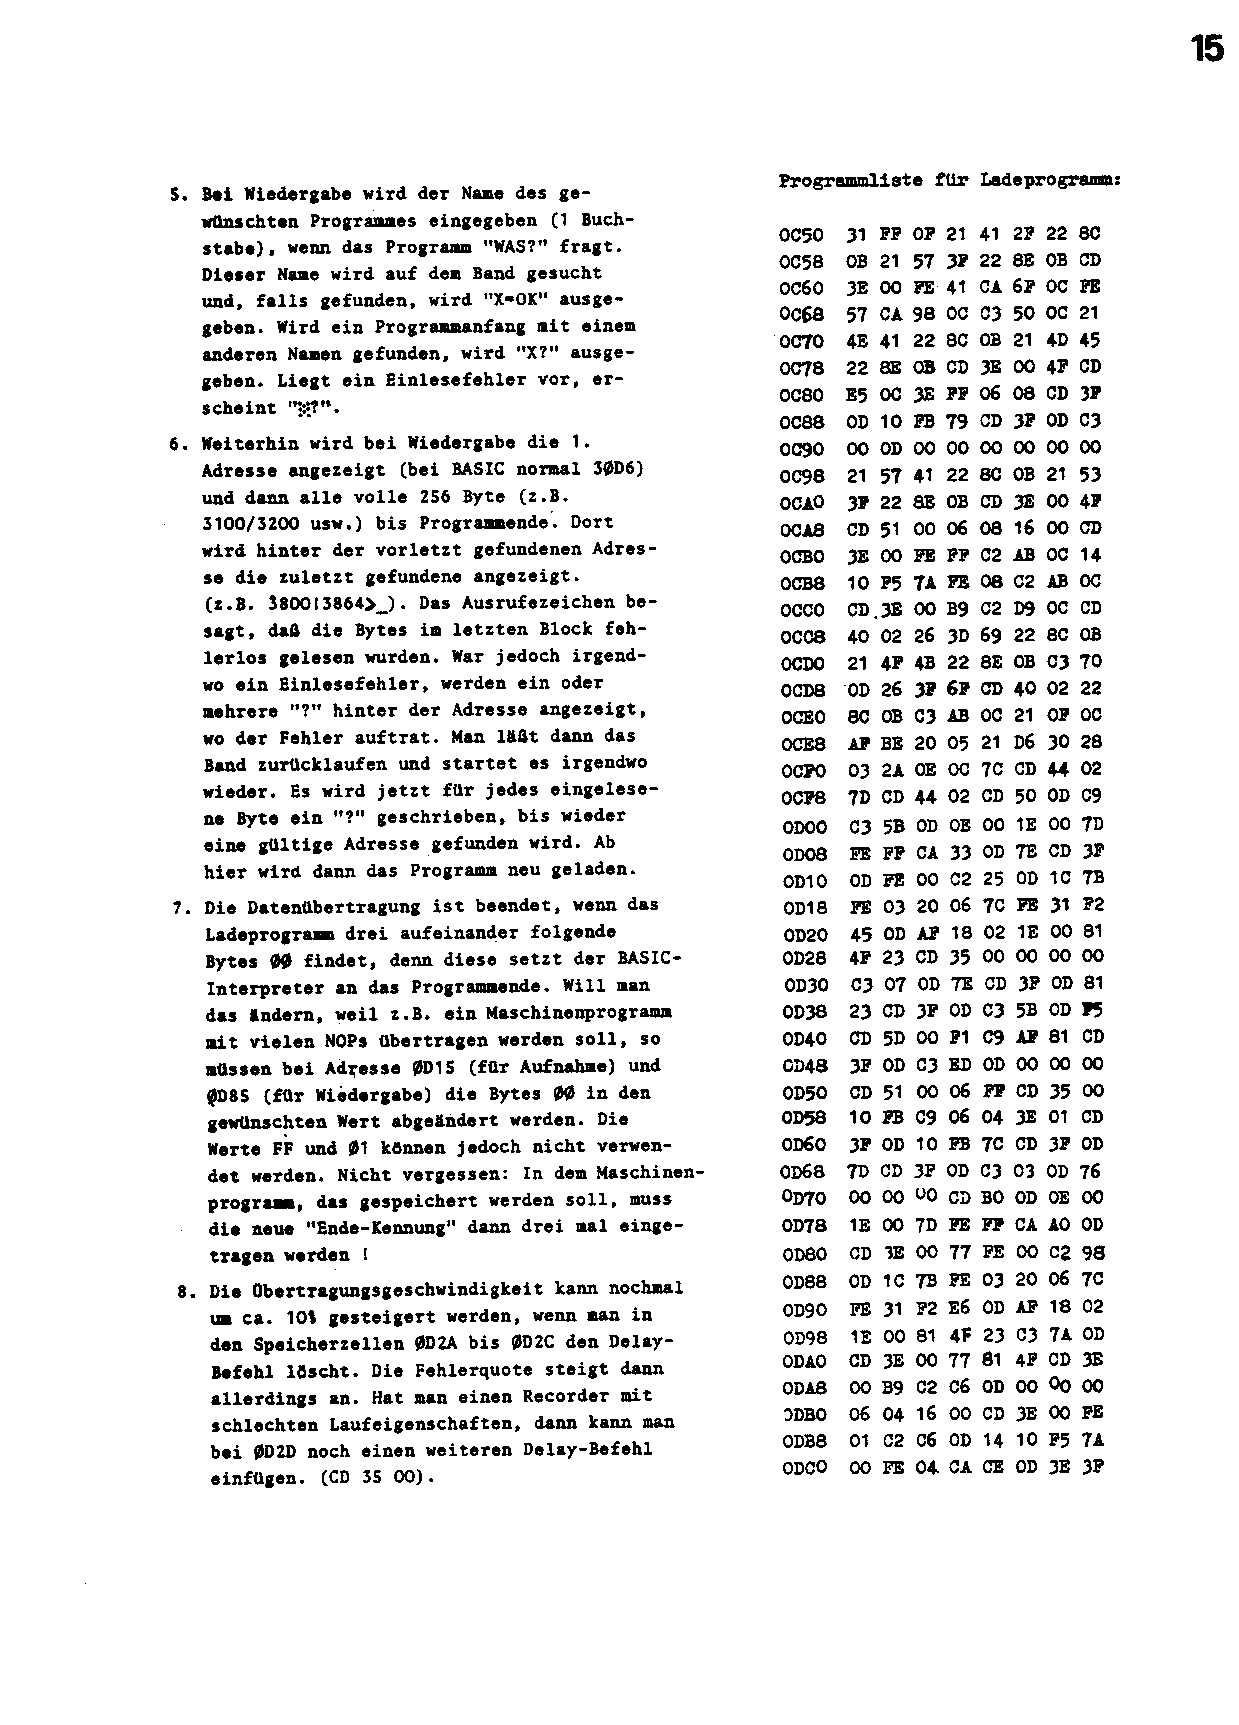 15
5. Bei Wiedergabe wird der Name des ge-
wünschten Programmes eingegeben (1 Buch-
stabe), wenn das Programm "WAS?" fragt.
Dieser Name wird auf dem Band gesucht
und, falls gefunden, wird "X=OK" ausge-
geben. Wird ein Programmanfang mit einem
anderen Namen gefunden, wird "X?" ausge-
geben. Liegt ein Einlesefehler vor, er-
scheint "▒?".
6. Weiterhin wird bei Wiedergabe die 1.
Adresse angezeigt (bei BASIC normal 3ØD6)
und dann alle volle 256 Byte (z.B.
3100/3200 usw.) bis Programmende. Dort
wird hinter der vorletzt gefundenen Adres-
se die zuletzt gefundene angezeigt.
(z.B. 3800!3864>_). Das Ausrufezeichen be-
sagt, daß die Bytes im letzten Block feh-
lerlos gelesen wurden. War jedoch irgend-
wo ein Einlesefehler, werden ein oder
mehrere "?" hinter der Adresse angezeigt,
wo der Fehler auftrat. Man läßt dann das
Band zurücklaufen und startet es irgendwo
wieder. Es wird jetzt für jedes eingelese-
ne Byte ein "?" geschrieben, bis wieder
eine gültige Adresse gefunden wird. Ab
hier wird dann das Programm neu geladen.
7. Die Datenübertragung ist beendet, wenn das
Ladeprogramm drei aufeinander folgende
Bytes ØØ findet, denn diese setzt der BASIC-
Interpreter an das Programmende. Will man
das ändern, weil z.B. ein Maschinenprogramm
mit vielen NOPs übertragen werden soll, so
müssen bei Adresse ØD15 (für Aufnahme) und
ØD85 (für Wiedergabe) die Bytes ØØ in den
gewünschten Wert abgeändert werden. Die
Werte FF und Ø1 können jedoch nicht verwen-
det werden. Nicht vergessen: In dem Maschinen-
programm, das gespeichert werden soll, muss
die neue "Ende-Kennung" dann drei mal einge-
tragen werden !
8. Die Übertragungsgeschwindigkeit kann nochmal
um ca. 10% gesteigert werden, wenn man in
den Speicherzellen ØD2A bis ØD2C den Delay-
Befehl löscht. Die Fehlerquote steigt dann
allerdings an. Hat man einen Recorder mit
schlechten Laufeigenschaften, dann kann man
bei ØD2D noch einen weiteren Delay-Befehl
einfügen. (CD 35 00).
Programmliste für Ladeprogramm:
0C50 31 FF 0F 21 41 2F 22 8C
0C58 0B 21 57 3F 22 8E 0B CD
0C60 3E 00 FE 41 CA 6F 0C FE
0C68 57 CA 98 0C C3 50 0C 21
0C70 4E 41 22 8C 0B 21 4D 45
0C78 22 8E 0B CD 3E 00 4F CD
0C80 E5 0C 3E FF 06 08 CD 3F
0C88 0D 10 FB 79 CD 3F 0D C3
0C90 00 0D 00 00 00 00 00 00
0C98 21 57 41 22 8C 0B 21 53
0CA0 3F 22 8E 0B CD 3E 00 4F
0CA8 CD 51 00 06 08 16 00 CD
0CB0 3E 00 FE FF C2 AB 0C 14
0CB8 10 F5 7A FE 08 C2 AB 0C
0CC0 CD 3E 00 B9 C2 D9 0C CD
0CC8 40 02 26 3D 69 22 8C 0B
0CD0 21 4F 4B 22 8E 0B C3 70
0CD8 0D 26 3F 6F CD 40 02 22
0CE0 8C 0B C3 AB 0C 21 0F 0C
0CE8 AF BE 20 05 21 D6 30 28
0CF0 03 2A 0E 0C 7C CD 44 02
0CF8 7D CD 44 02 CD 50 0D C9
0D00 C3 5B 0D 0E 00 1E 00 7D
0D08 FE FF CA 33 0D 7E CD 3F
0D10 0D FE 00 C2 25 0D 1C 7B
0D18 FE 03 20 06 7C FE 31 F2
0D20 45 0D AF 18 02 1E 00 81
0D28 4F 23 CD 35 00 00 00 00
0D30 C3 07 0D 7E CD 3F 0D 81
0D38 23 CD 3F 0D C3 5B 0D F5
0D40 CD 5D 00 F1 C9 AF 81 CD
CD48 3F 0D C3 ED 0D 00 00 00
0D50 CD 51 00 06 FF CD 35 00
0D58 10 FB C9 06 04 3E 01 CD
0D60 3F 0D 10 FB 7C CD 3F 0D
0D68 7D CD 3F 0D C3 03 0D 76
0D70 00 00 00 CD B0 0D 0E 00
0D78 1E 00 7D FE FF CA A0 0D
0D80 CD 3E 00 77 FE 00 C2 98
0D88 0D 1C 7B FE 03 20 06 7C
0D90 FE 31 F2 E6 0D AF 18 02
0D98 1E 00 81 4F 23 C3 7A 0D
0DA0 CD 3E 00 77 81 4F CD 3E
0DA8 00 B9 C2 C6 0D 00 00 00
0DB0 06 04 16 00 CD 3E 00 FE
0DB8 01 C2 C6 0D 14 10 F5 7A
0DC0 00 FE 04 CA CE 0D 3E 3F